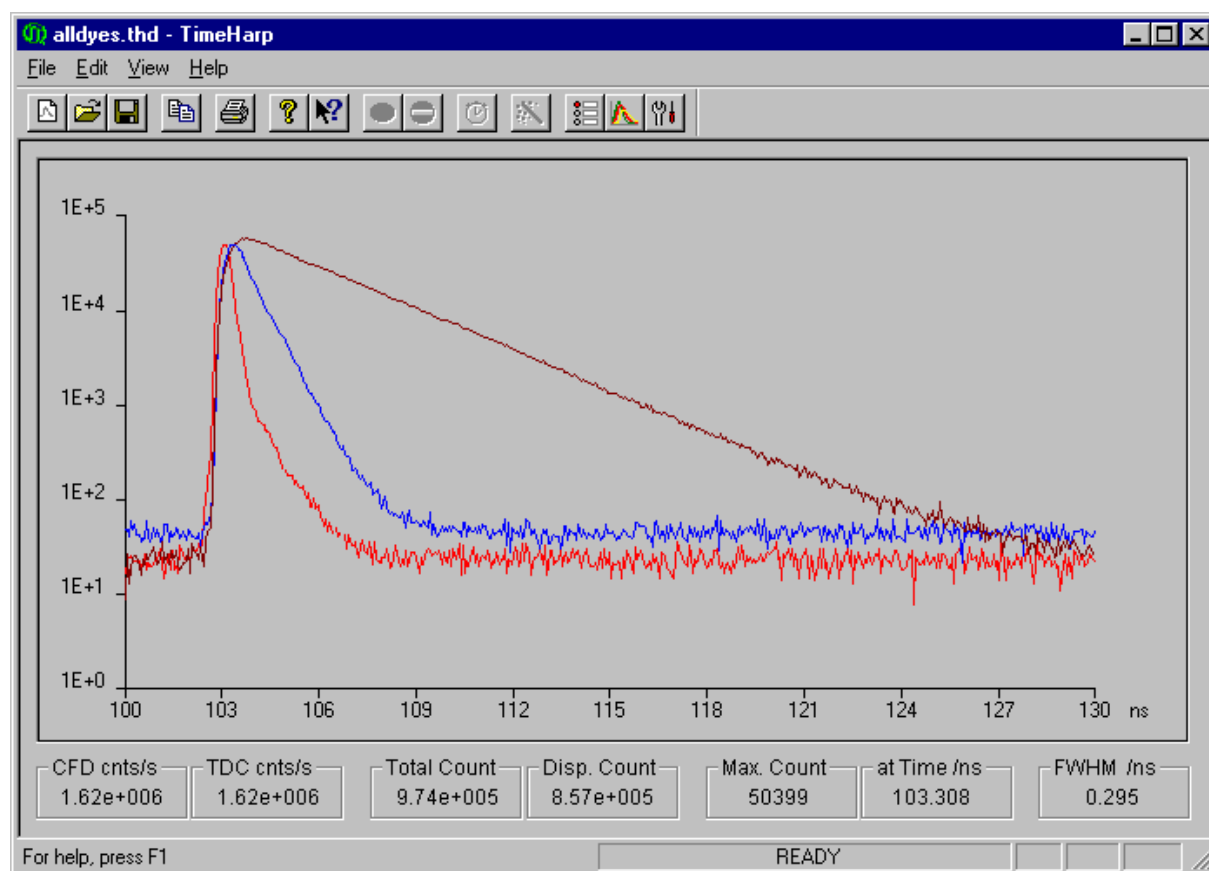 alldyes.thd - TimeHarp
File Edit View Help
1E+5
1E+4
1E+3
1E+2
1E+1
1E+0
100 103 106 109 112 115 118 121 124 127 130 ns
CFD cnts/s TDC cnts/s Total Count Disp. Count Max. Count at Time /ns FWHM /ns
1.62e+006 1.62e+006 9.74e+005 8.57e+005 50399 103.308 0.295
For help, press F1 READY